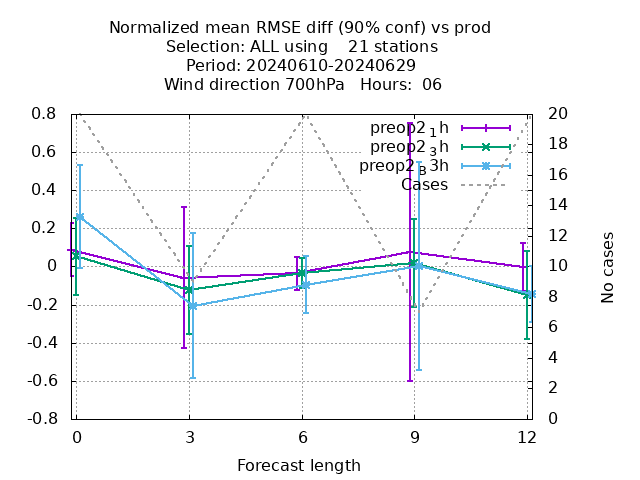 Normalized mean RMSE diff (90% conf) vs prod
Selection: ALL using 21 stations
Period: 20240610-20240629
Wind direction 700hPa Hours: 06
0.8
0.6
0.4
0.2
0
-0.2
-0.4
-0.6
-0.8
preop2₁h
preop2₃h
preop2_B3h
Cases
20
18
16
14
12
10
8
6
4
2
0
No cases
0 3 6 9 12
Forecast length